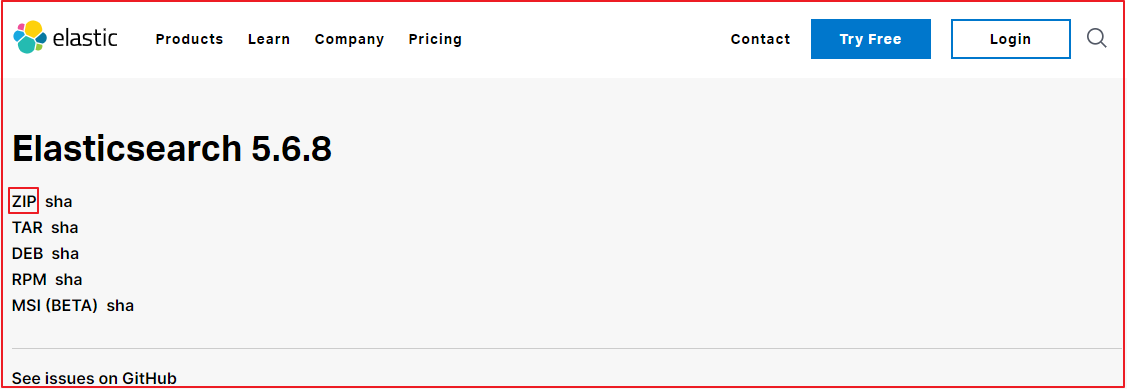 elastic Products Learn Company Pricing Contact Try Free Login
Elasticsearch 5.6.8
ZIP sha
TAR sha
DEB sha
RPM sha
MSI (BETA) sha
See issues on GitHub